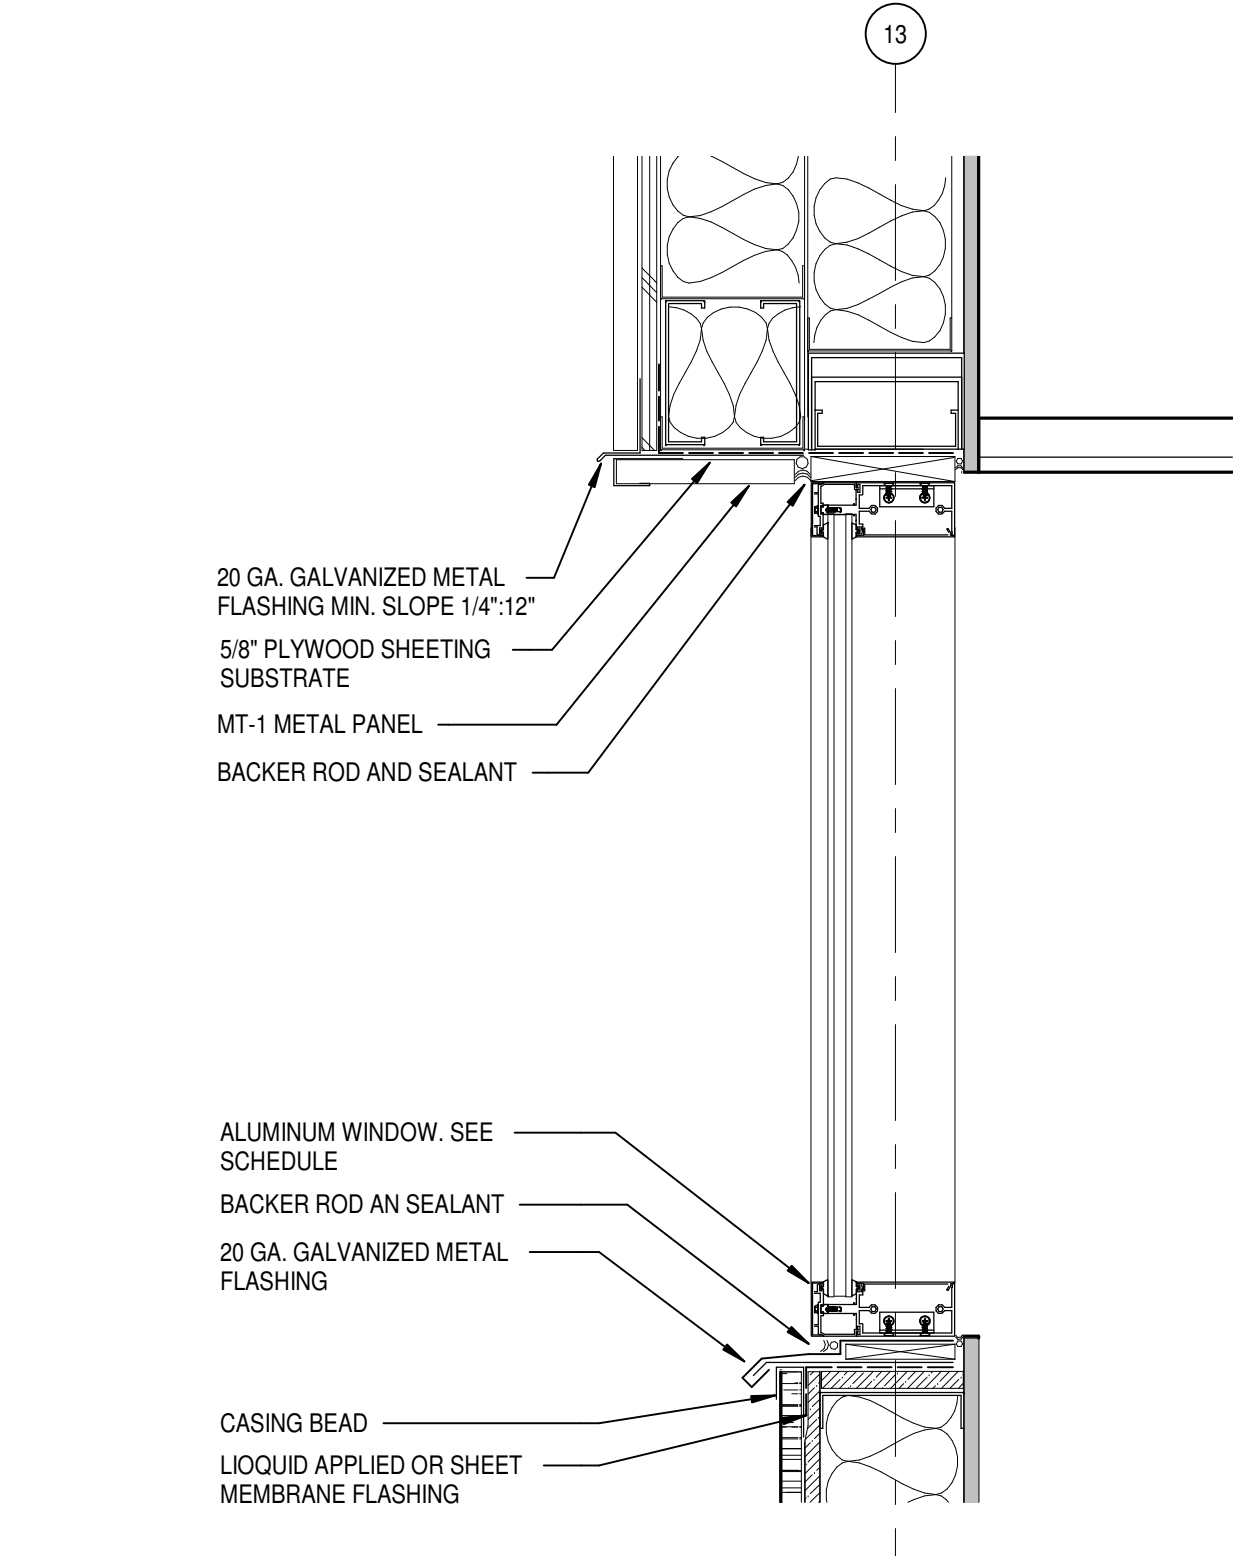 13
20 GA. GALVANIZED METAL
FLASHING MIN. SLOPE 1/4":12"
5/8" PLYWOOD SHEETING
SUBSTRATE
MT-1 METAL PANEL
BACKER ROD AND SEALANT
ALUMINUM WINDOW. SEE
SCHEDULE
BACKER ROD AN SEALANT
20 GA. GALVANIZED METAL
FLASHING
CASING BEAD
LIOQUID APPLIED OR SHEET
MEMBRANE FLASHING